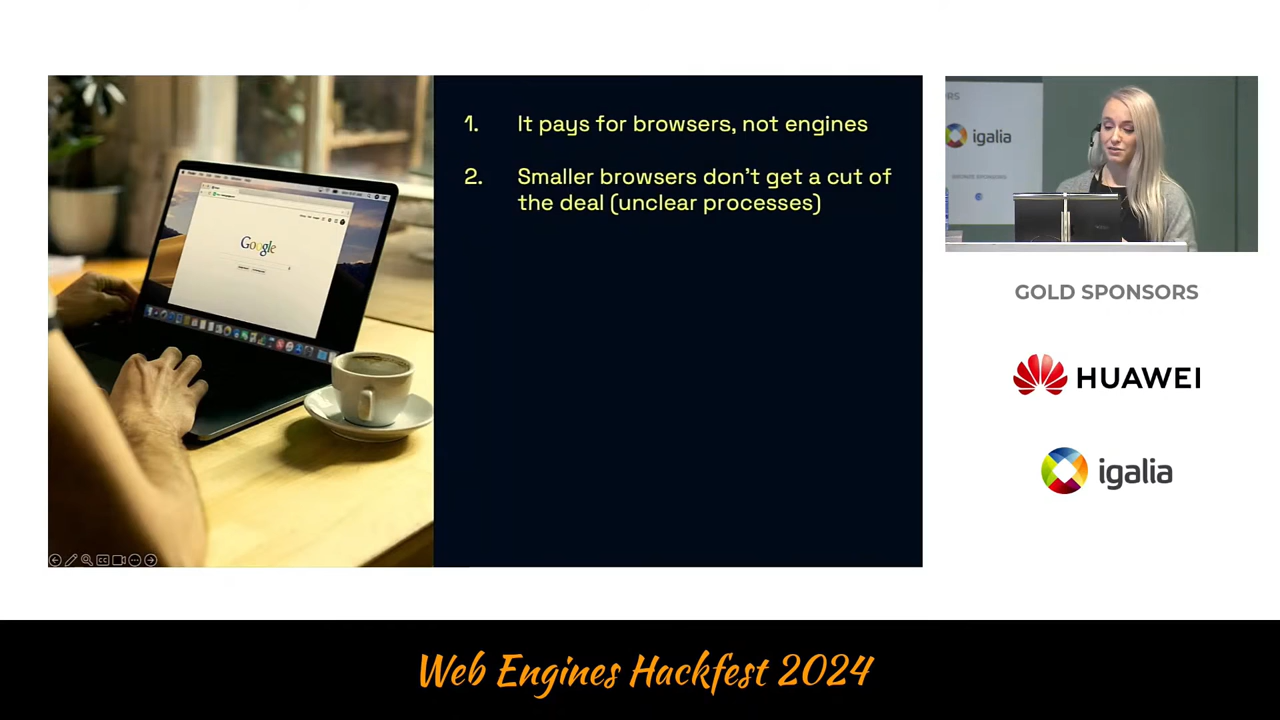 1. It pays for browsers, not engines
2. Smaller browsers don't get a cut of
the deal (unclear processes)
Google
igalia
GOLD SPONSORS
HUAWEI
igalia
Web Engines Hackfest 2024